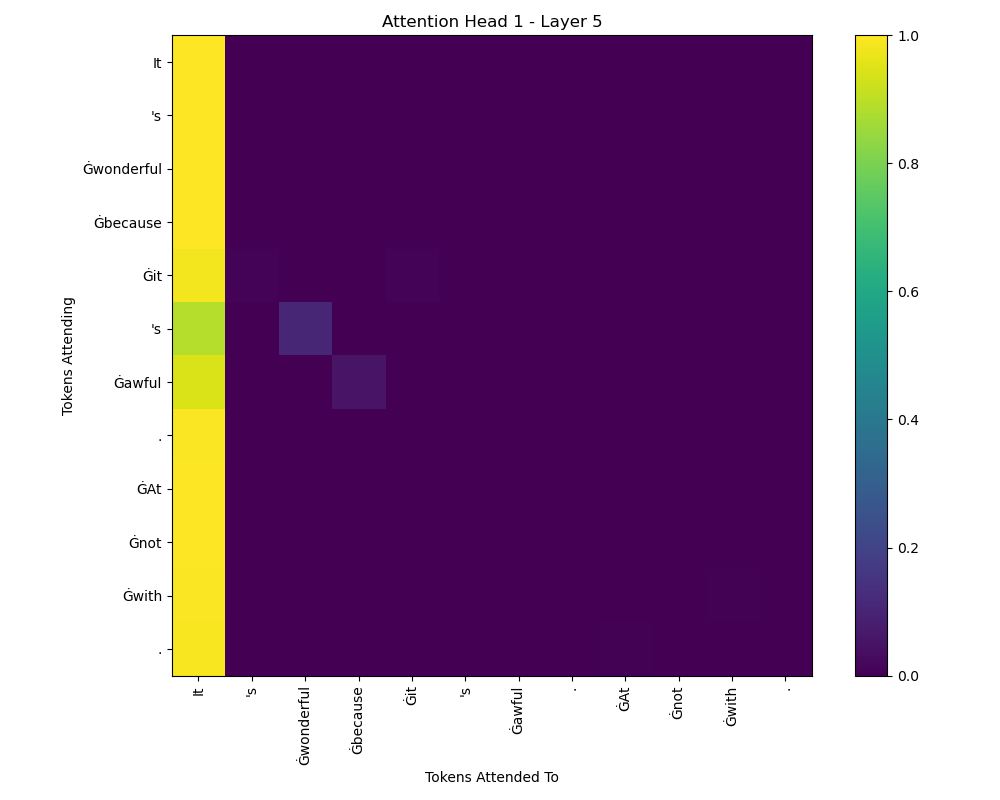 Attention Head 1 - Layer 5
It
's
Ġwonderful
Ġbecause
Ġit
's
Ġawful
.
ĠAt
Ġnot
Ġwith
.
Tokens Attending
It
's
Ġwonderful
Ġbecause
Ġit
's
Ġawful
.
ĠAt
Ġnot
Ġwith
.
Tokens Attended To
1.0
0.8
0.6
0.4
0.2
0.0